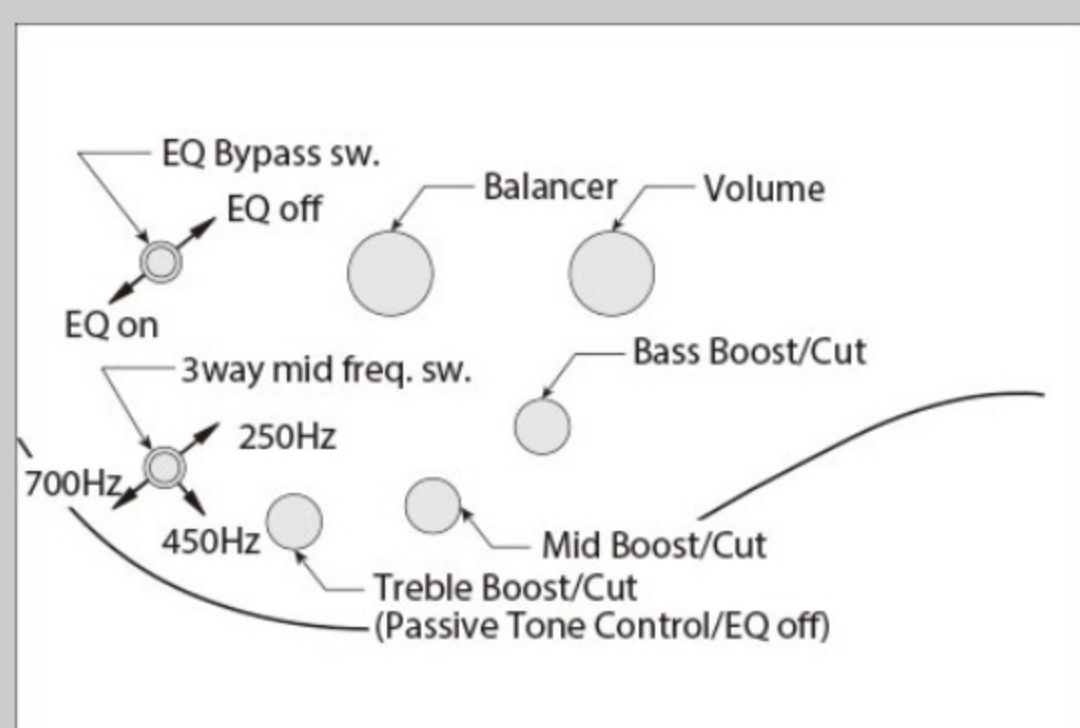 EQ Bypass sw.
EQ off
Balancer
Volume
EQ on
3way mid freq. sw.
Bass Boost/Cut
250Hz
700Hz
450Hz
Mid Boost/Cut
Treble Boost/Cut
(Passive Tone Control/EQ off)